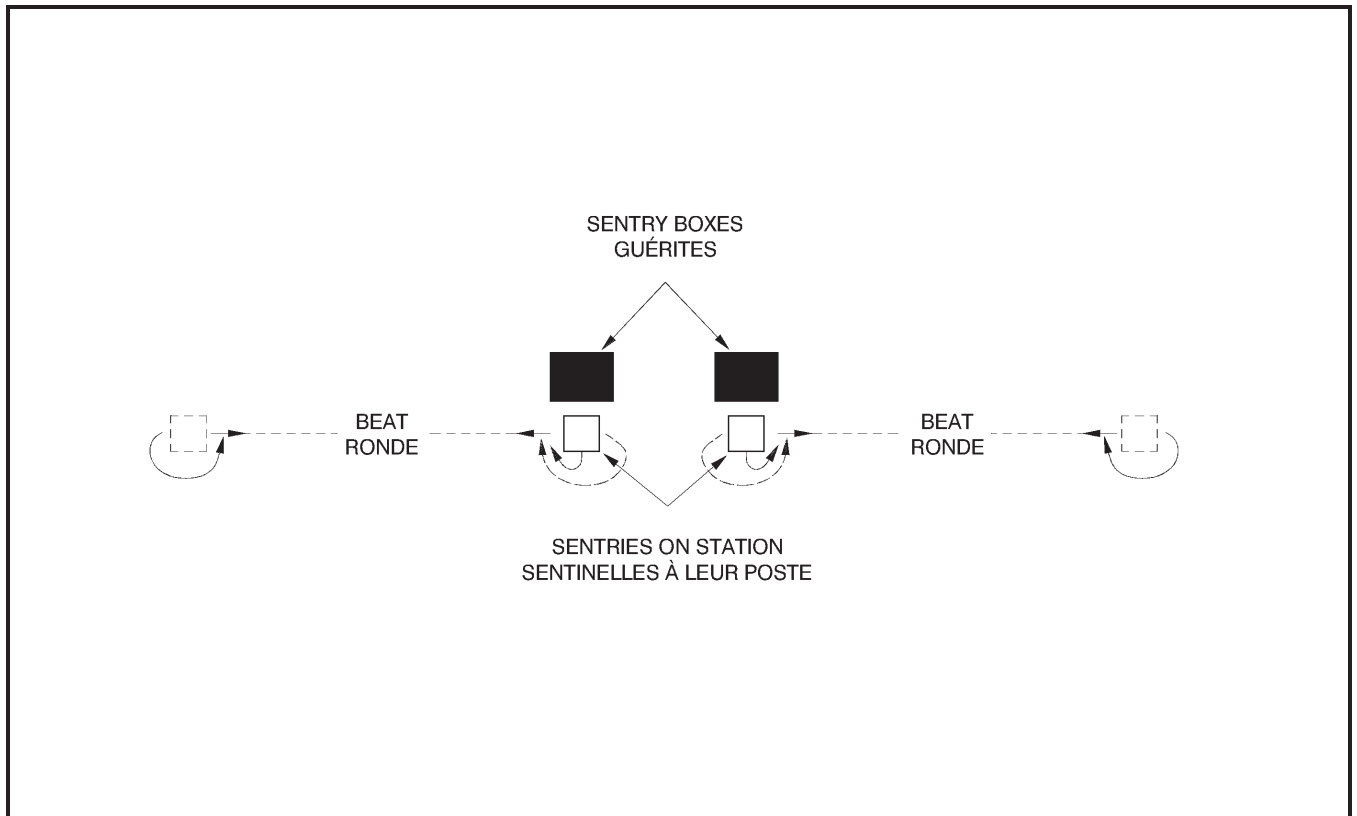 SENTRY BOXES
GUÉRITES
BEAT
RONDE
BEAT
RONDE
SENTRIES ON STATION
SENTINELLES À LEUR POSTE